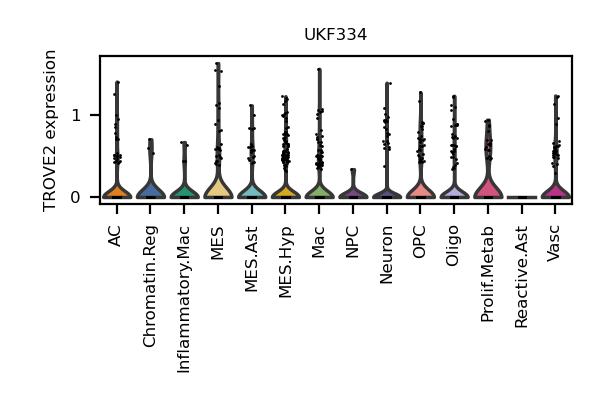 UKF334
TROVE2 expression
1
0
AC
Chromatin.Reg
Inflammatory.Mac
MES
MES.Ast
MES.Hyp
Mac
NPC
Neuron
OPC
Oligo
Prolif.Metab
Reactive.Ast
Vasc